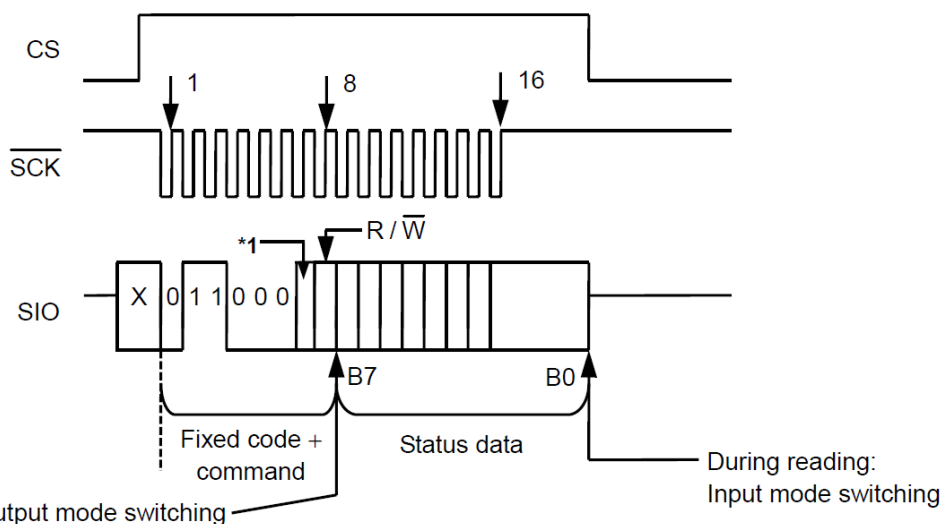 CS
1
8
16
SCK
*1
R / W
SIO
X 0 1 1 0 0 0
B7
B0
Fixed code +
command
Status data
During reading:
Input mode switching
utput mode switching